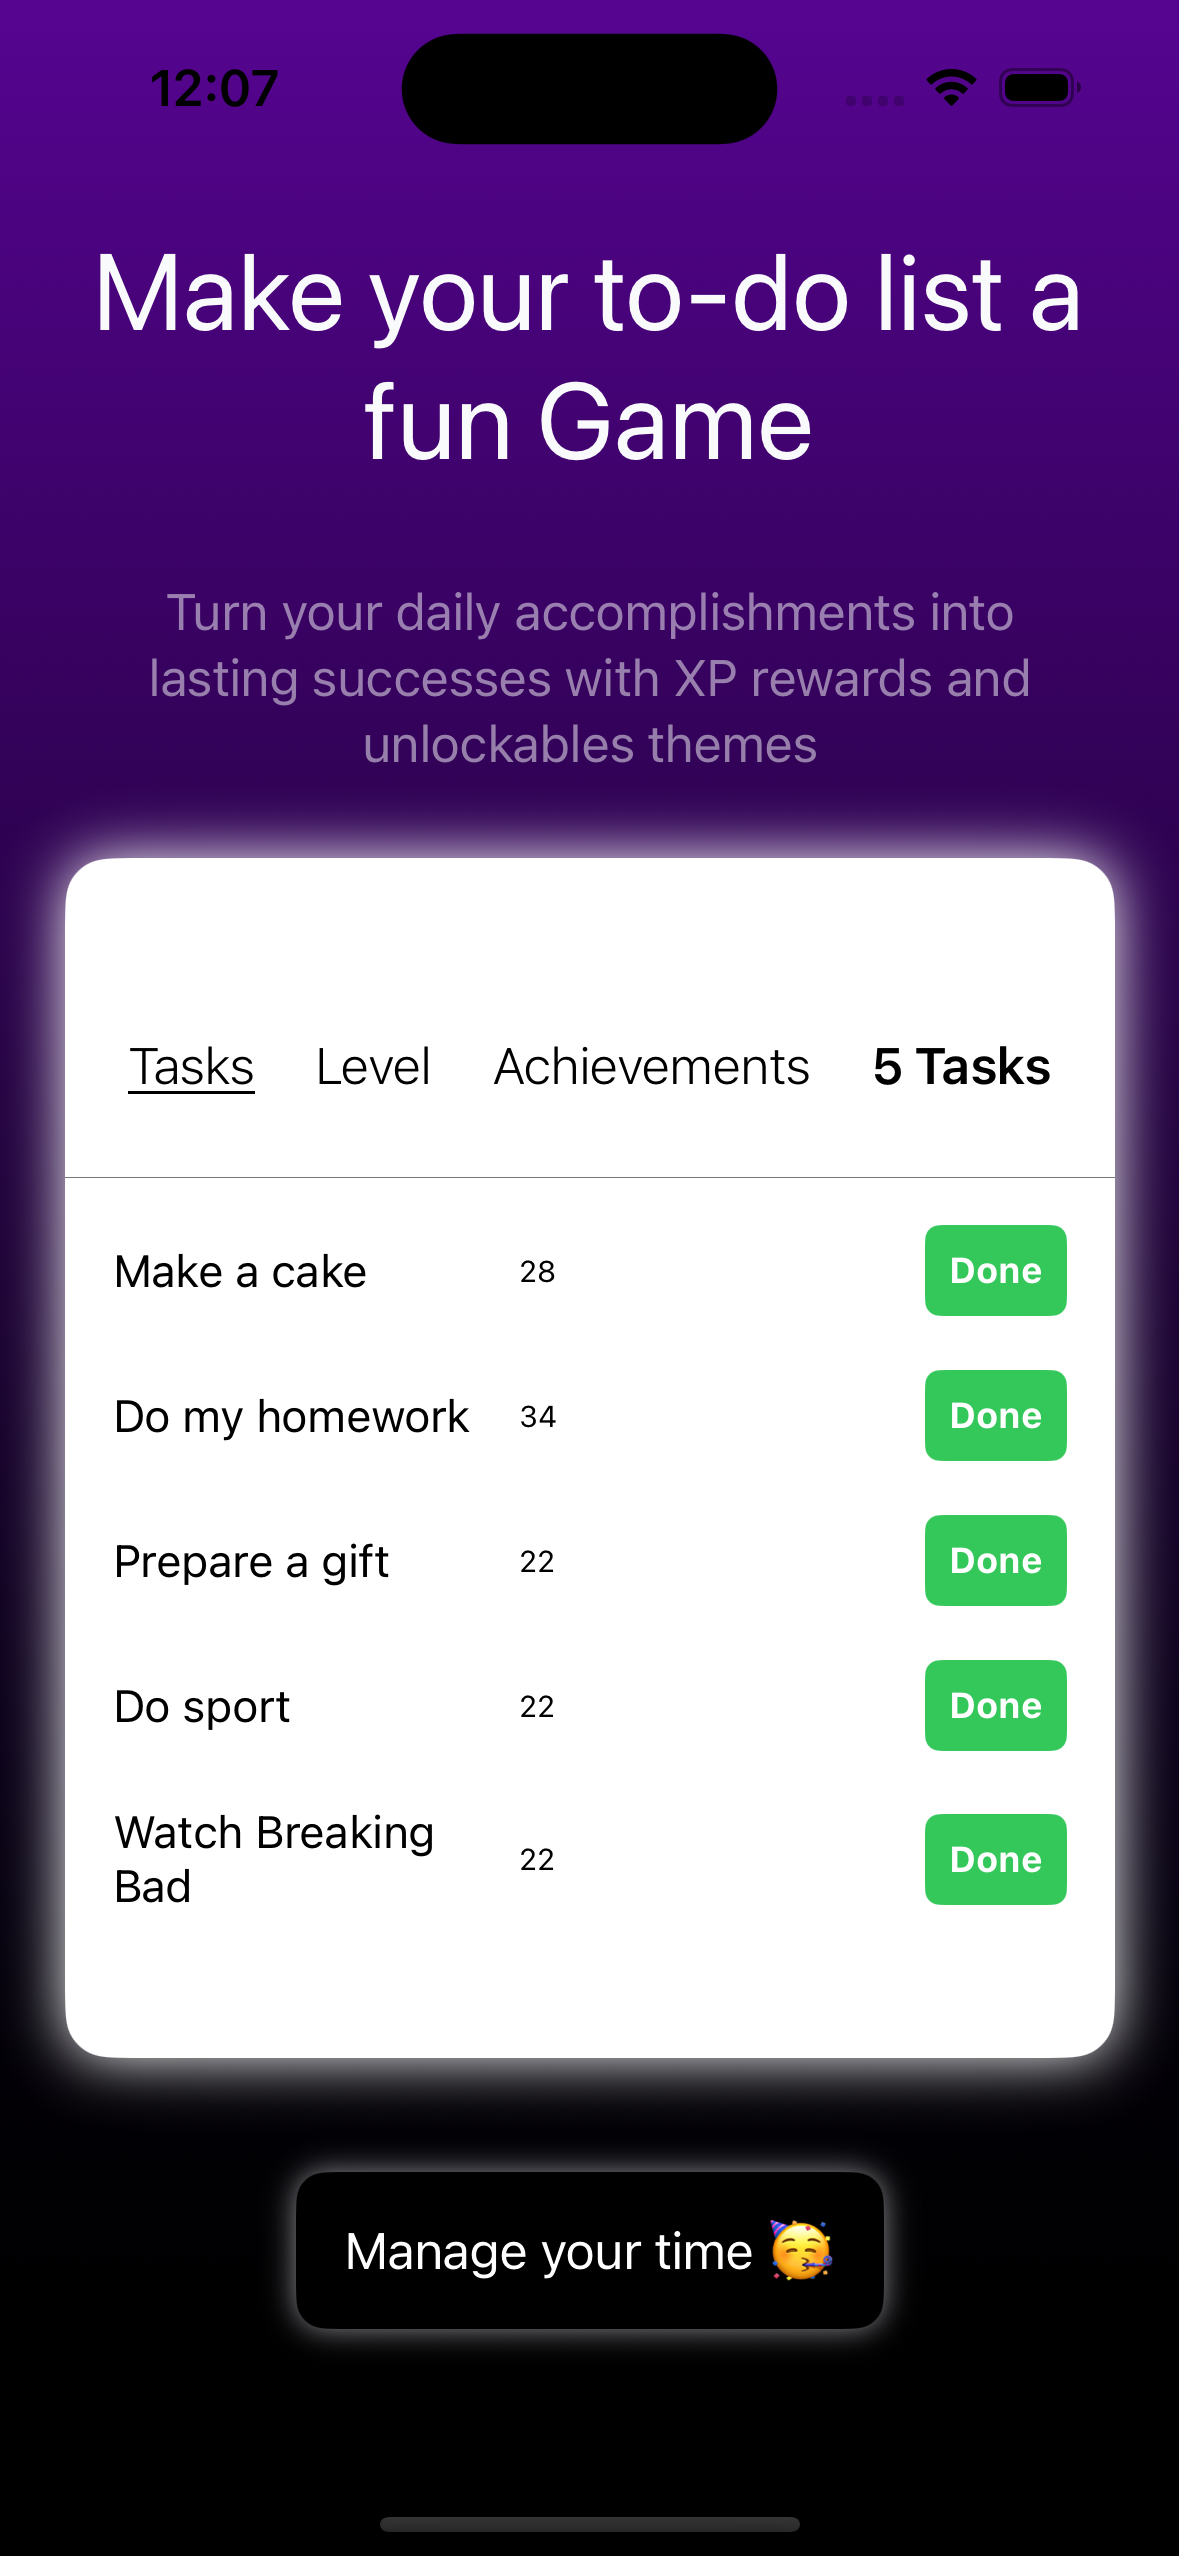 12:07
Make your to-do list a
fun Game
Turn your daily accomplishments into
lasting successes with XP rewards and
unlockables themes
Tasks Level Achievements 5 Tasks
Make a cake 28 Done
Do my homework 34 Done
Prepare a gift 22 Done
Do sport 22 Done
Watch Breaking
Bad 22 Done
Manage your time 🥳